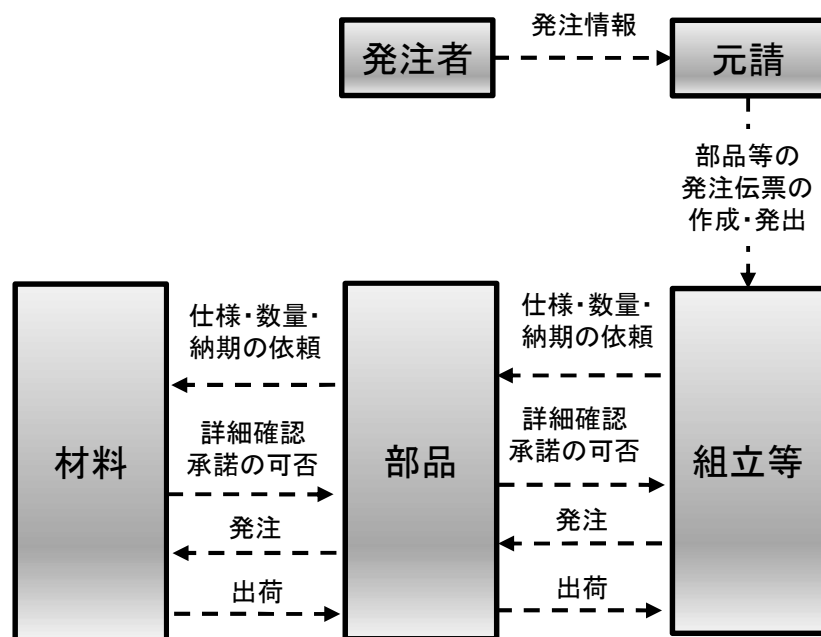 発注情報
発注者
元請
部品等の
発注伝票の
作成・発出
仕様・数量・
納期の依頼
仕様・数量・
納期の依頼
詳細確認
承諾の可否
詳細確認
承諾の可否
材料
部品
組立等
発注
発注
出荷
出荷